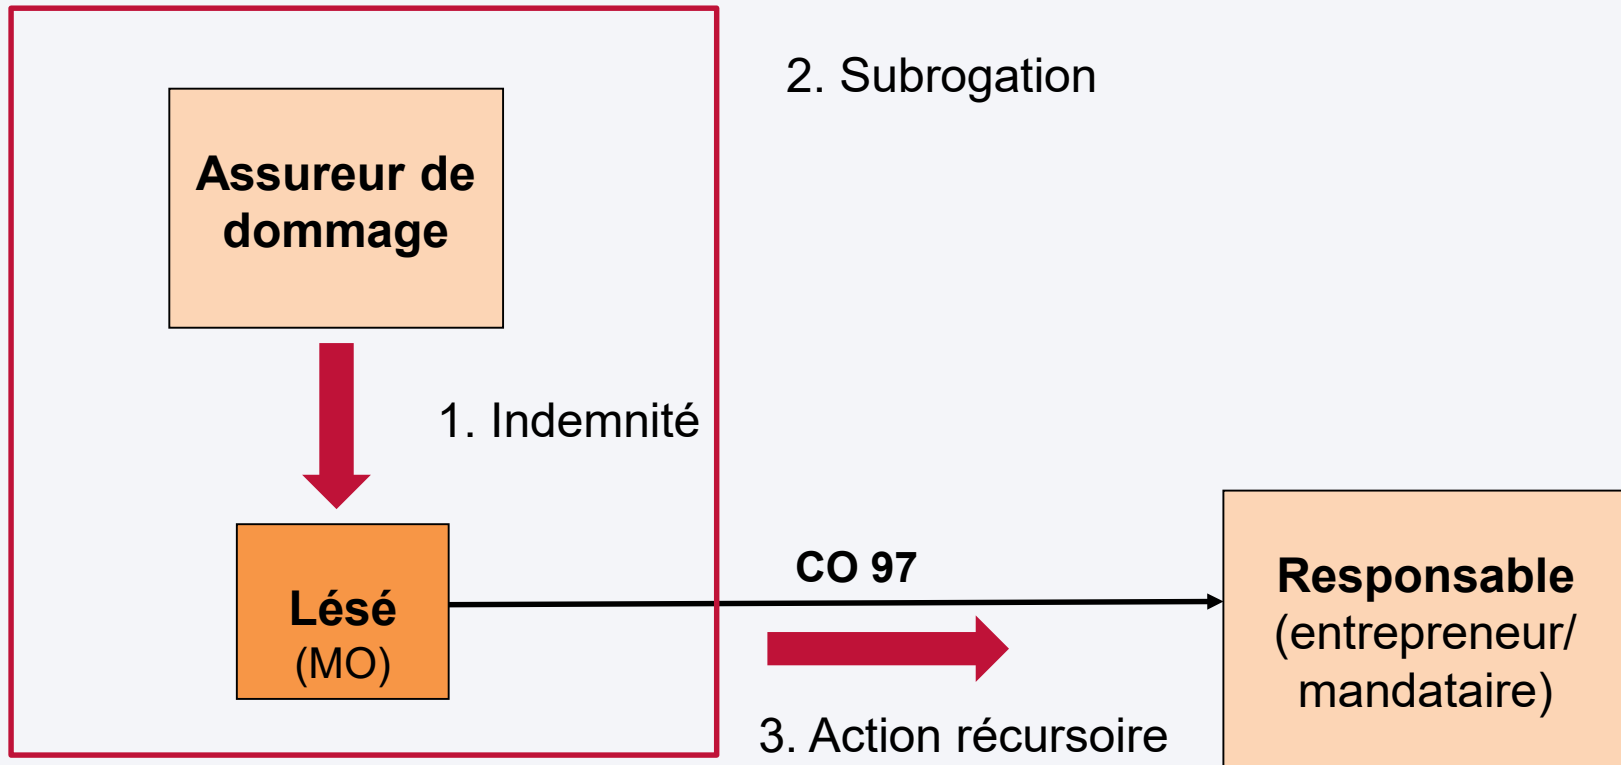 2. Subrogation
Assureur de
dommage
1. Indemnité
Lésé
(MO)
CO 97
Responsable
(entrepreneur/
mandataire)
3. Action récursoire